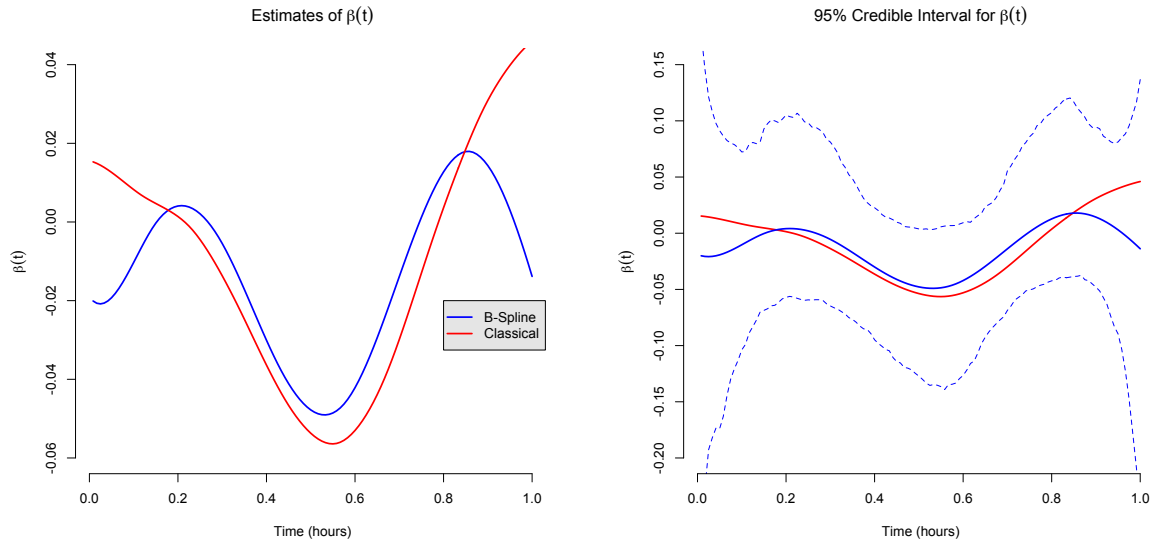 Estimates of β(t)
0.04
0.02
0.00
-0.02
-0.04
-0.06
β(t)
0.0 0.2 0.4 0.6 0.8 1.0
Time (hours)
B-Spline
Classical
95% Credible Interval for β(t)
0.15
0.10
0.05
0.00
-0.05
-0.10
-0.15
-0.20
β(t)
0.0 0.2 0.4 0.6 0.8 1.0
Time (hours)